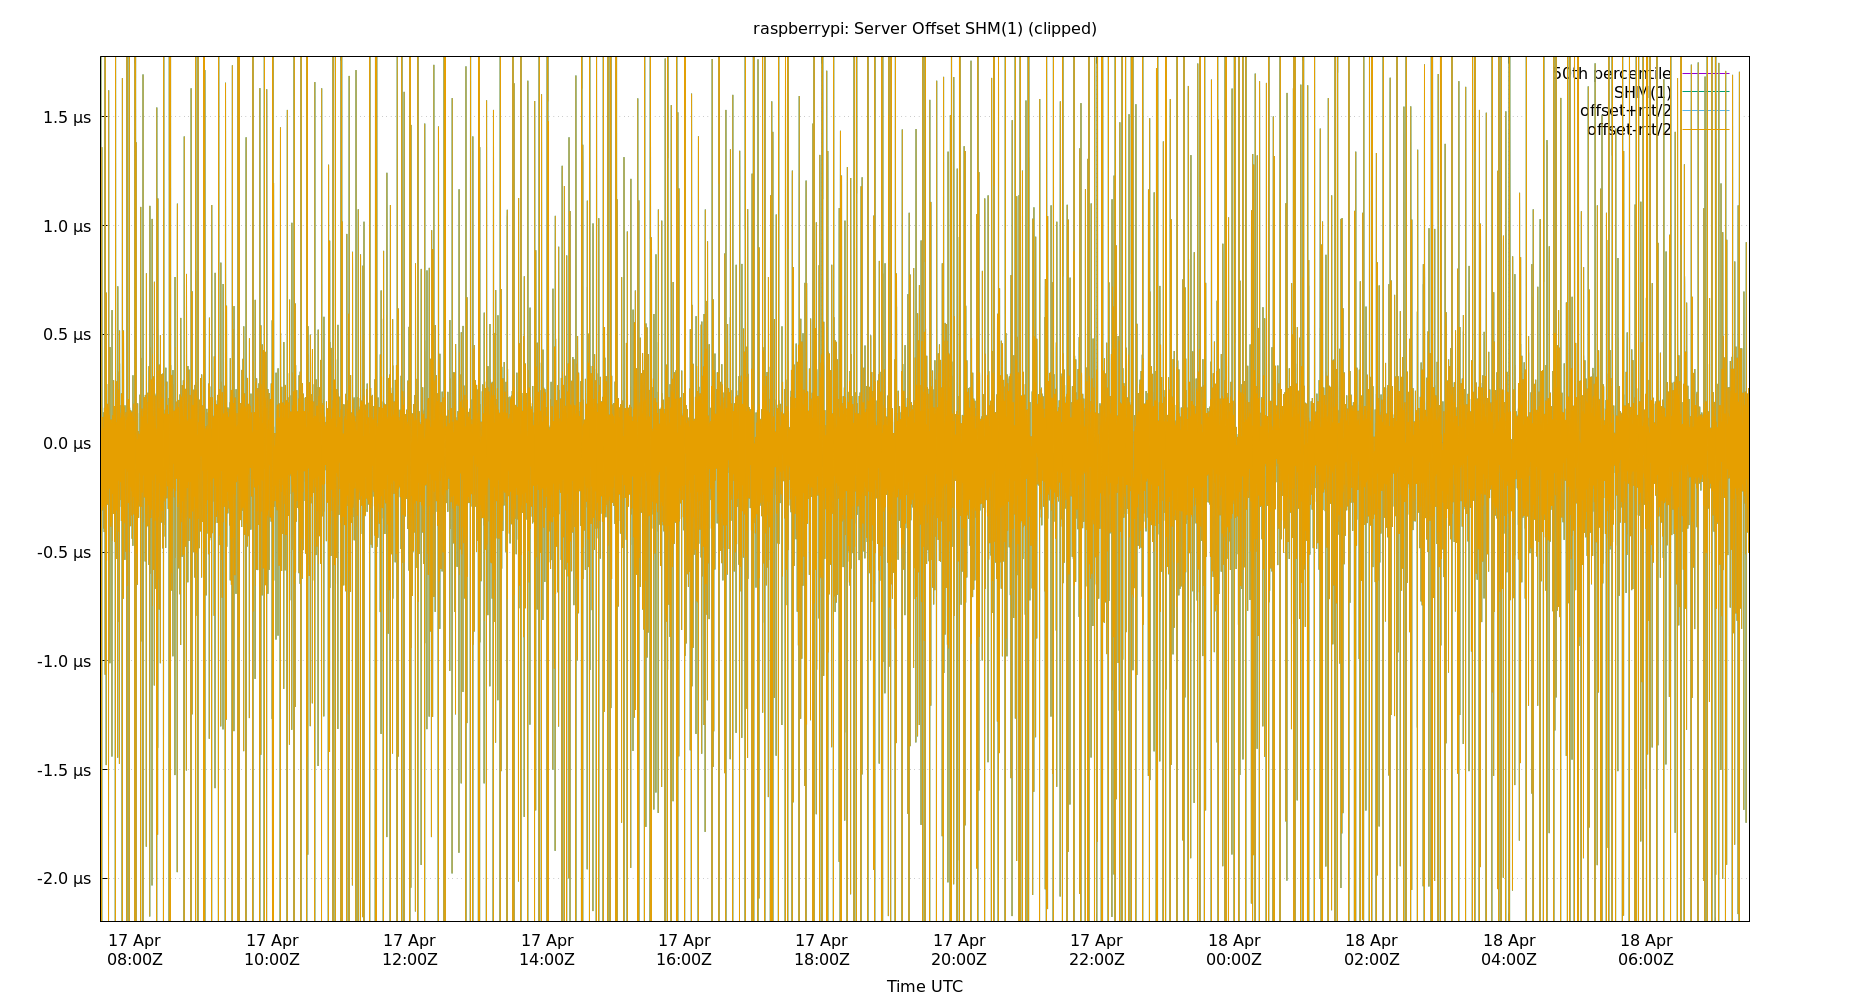 raspberrypi: Server Offset SHM(1) (clipped)
50th percentile
SHM(1)
offset+rtt/2
offset-rtt/2
1.5 µs
1.0 µs
0.5 µs
0.0 µs
-0.5 µs
-1.0 µs
-1.5 µs
-2.0 µs
17 Apr 17 Apr 17 Apr 17 Apr 17 Apr 17 Apr 17 Apr 17 Apr 18 Apr 18 Apr 18 Apr 18 Apr
08:00Z 10:00Z 12:00Z 14:00Z 16:00Z 18:00Z 20:00Z 22:00Z 00:00Z 02:00Z 04:00Z 06:00Z
Time UTC